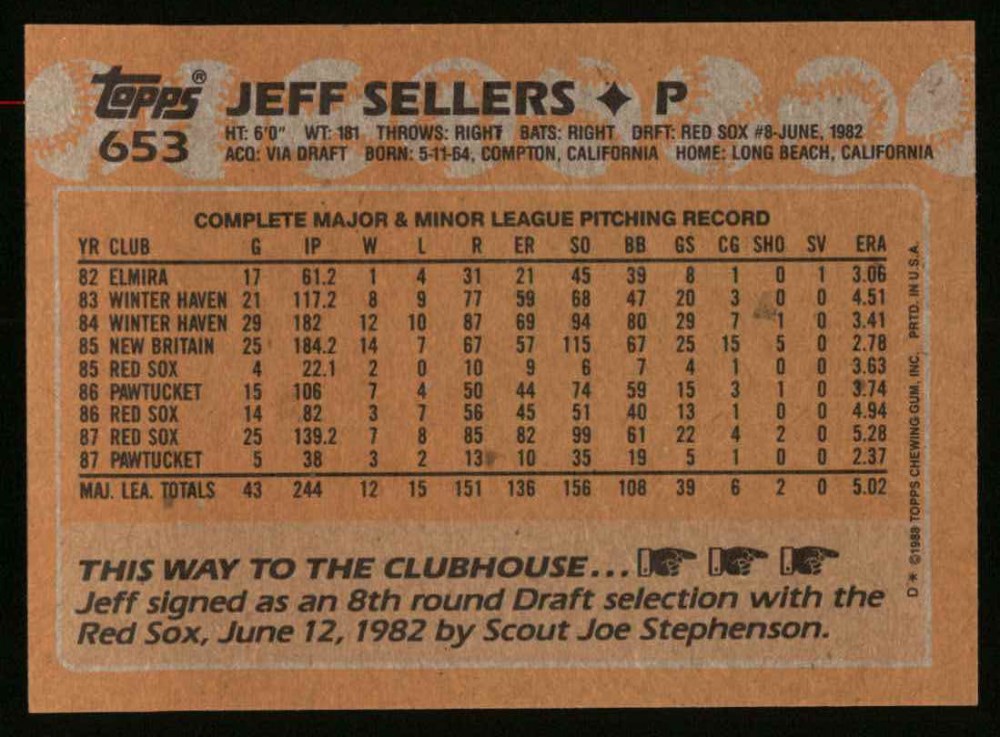 topps® JEFF SELLERS ✦ P
653 HT: 6'0" WT: 181 THROWS: RIGHT BATS: RIGHT DRFT: RED SOX #8-JUNE, 1982
ACQ: VIA DRAFT BORN: 5-11-64, COMPTON, CALIFORNIA HOME: LONG BEACH, CALIFORNIA
COMPLETE MAJOR & MINOR LEAGUE PITCHING RECORD
YR CLUB G IP W L R ER SO BB GS CG SHO SV ERA
82 ELMIRA 17 61.2 1 4 31 21 45 39 8 1 0 1 3.06
83 WINTER HAVEN 21 117.2 8 9 77 59 68 47 20 3 0 0 4.51
84 WINTER HAVEN 29 182 12 10 87 69 94 80 29 7 1 0 3.41
85 NEW BRITAIN 25 184.2 14 7 67 57 115 67 25 15 5 0 2.78
85 RED SOX 4 22.1 2 0 10 9 6 7 4 1 0 0 3.63
86 PAWTUCKET 15 106 7 4 50 44 74 59 15 3 1 0 3.74
86 RED SOX 14 82 3 7 56 45 51 40 13 1 0 0 4.94
87 RED SOX 25 139.2 7 8 85 82 99 61 22 4 2 0 5.28
87 PAWTUCKET 5 38 3 2 13 10 35 19 5 1 0 0 2.37
MAJ. LEA. TOTALS 43 244 12 15 151 136 156 108 39 6 2 0 5.02
THIS WAY TO THE CLUBHOUSE...
Jeff signed as an 8th round Draft selection with the
Red Sox, June 12, 1982 by Scout Joe Stephenson.
D* ©1988 TOPPS CHEWING GUM, INC. PRTD. IN U.S.A.